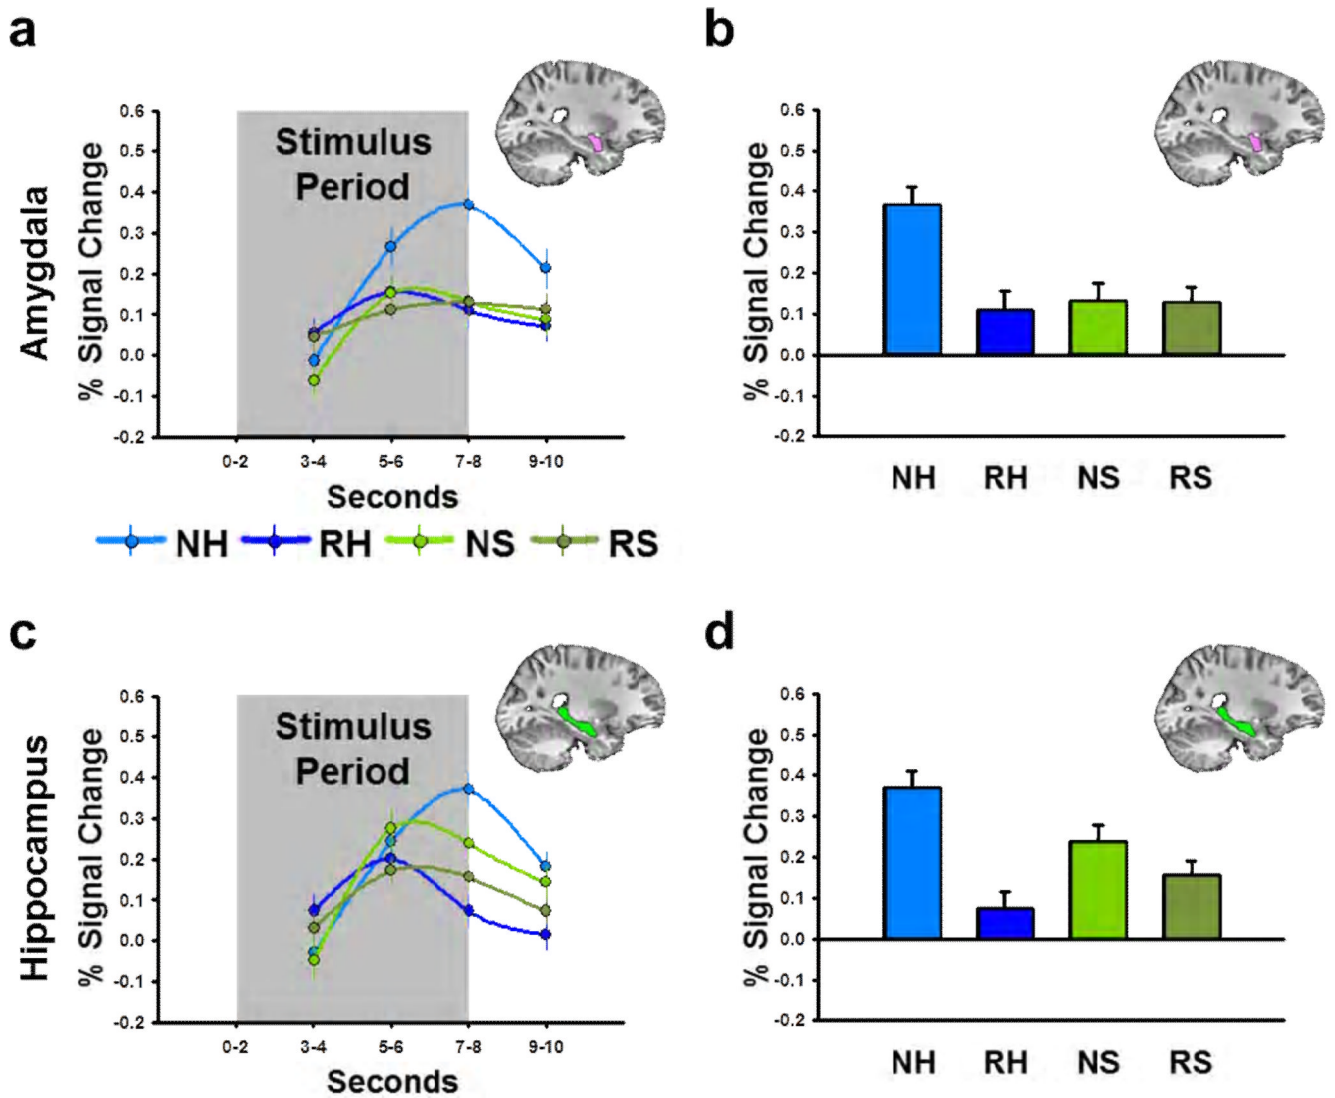 a
b
Amygdala
% Signal Change
0.6
0.5
0.4
0.3
0.2
0.1
0.0
-0.1
-0.2
Stimulus
Period
0-2 3-4 5-6 7-8 9-10
Seconds
% Signal Change
0.6
0.5
0.4
0.3
0.2
0.1
0.0
-0.1
-0.2
NH RH NS RS
NH RH NS RS
c
d
Hippocampus
% Signal Change
0.6
0.5
0.4
0.3
0.2
0.1
0.0
-0.1
-0.2
Stimulus
Period
0-2 3-4 5-6 7-8 9-10
Seconds
% Signal Change
0.6
0.5
0.4
0.3
0.2
0.1
0.0
-0.1
-0.2
NH RH NS RS